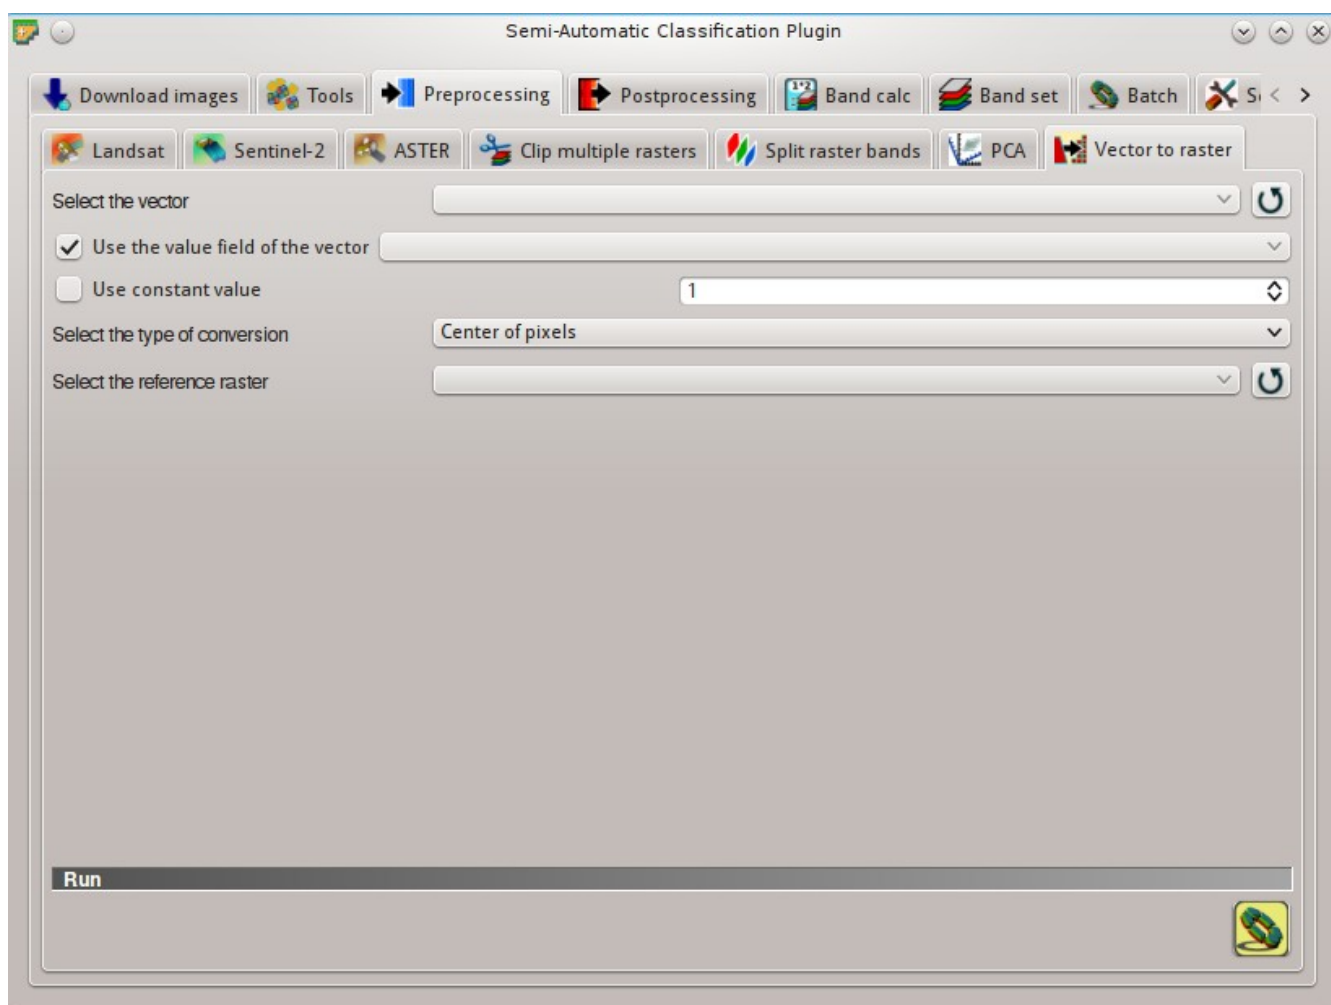 Semi-Automatic Classification Plugin
Download images Tools Preprocessing Postprocessing Band calc Band set Batch
Landsat Sentinel-2 ASTER Clip multiple rasters Split raster bands PCA Vector to raster
Select the vector
Use the value field of the vector
Use constant value 1
Select the type of conversion Center of pixels
Select the reference raster
Run